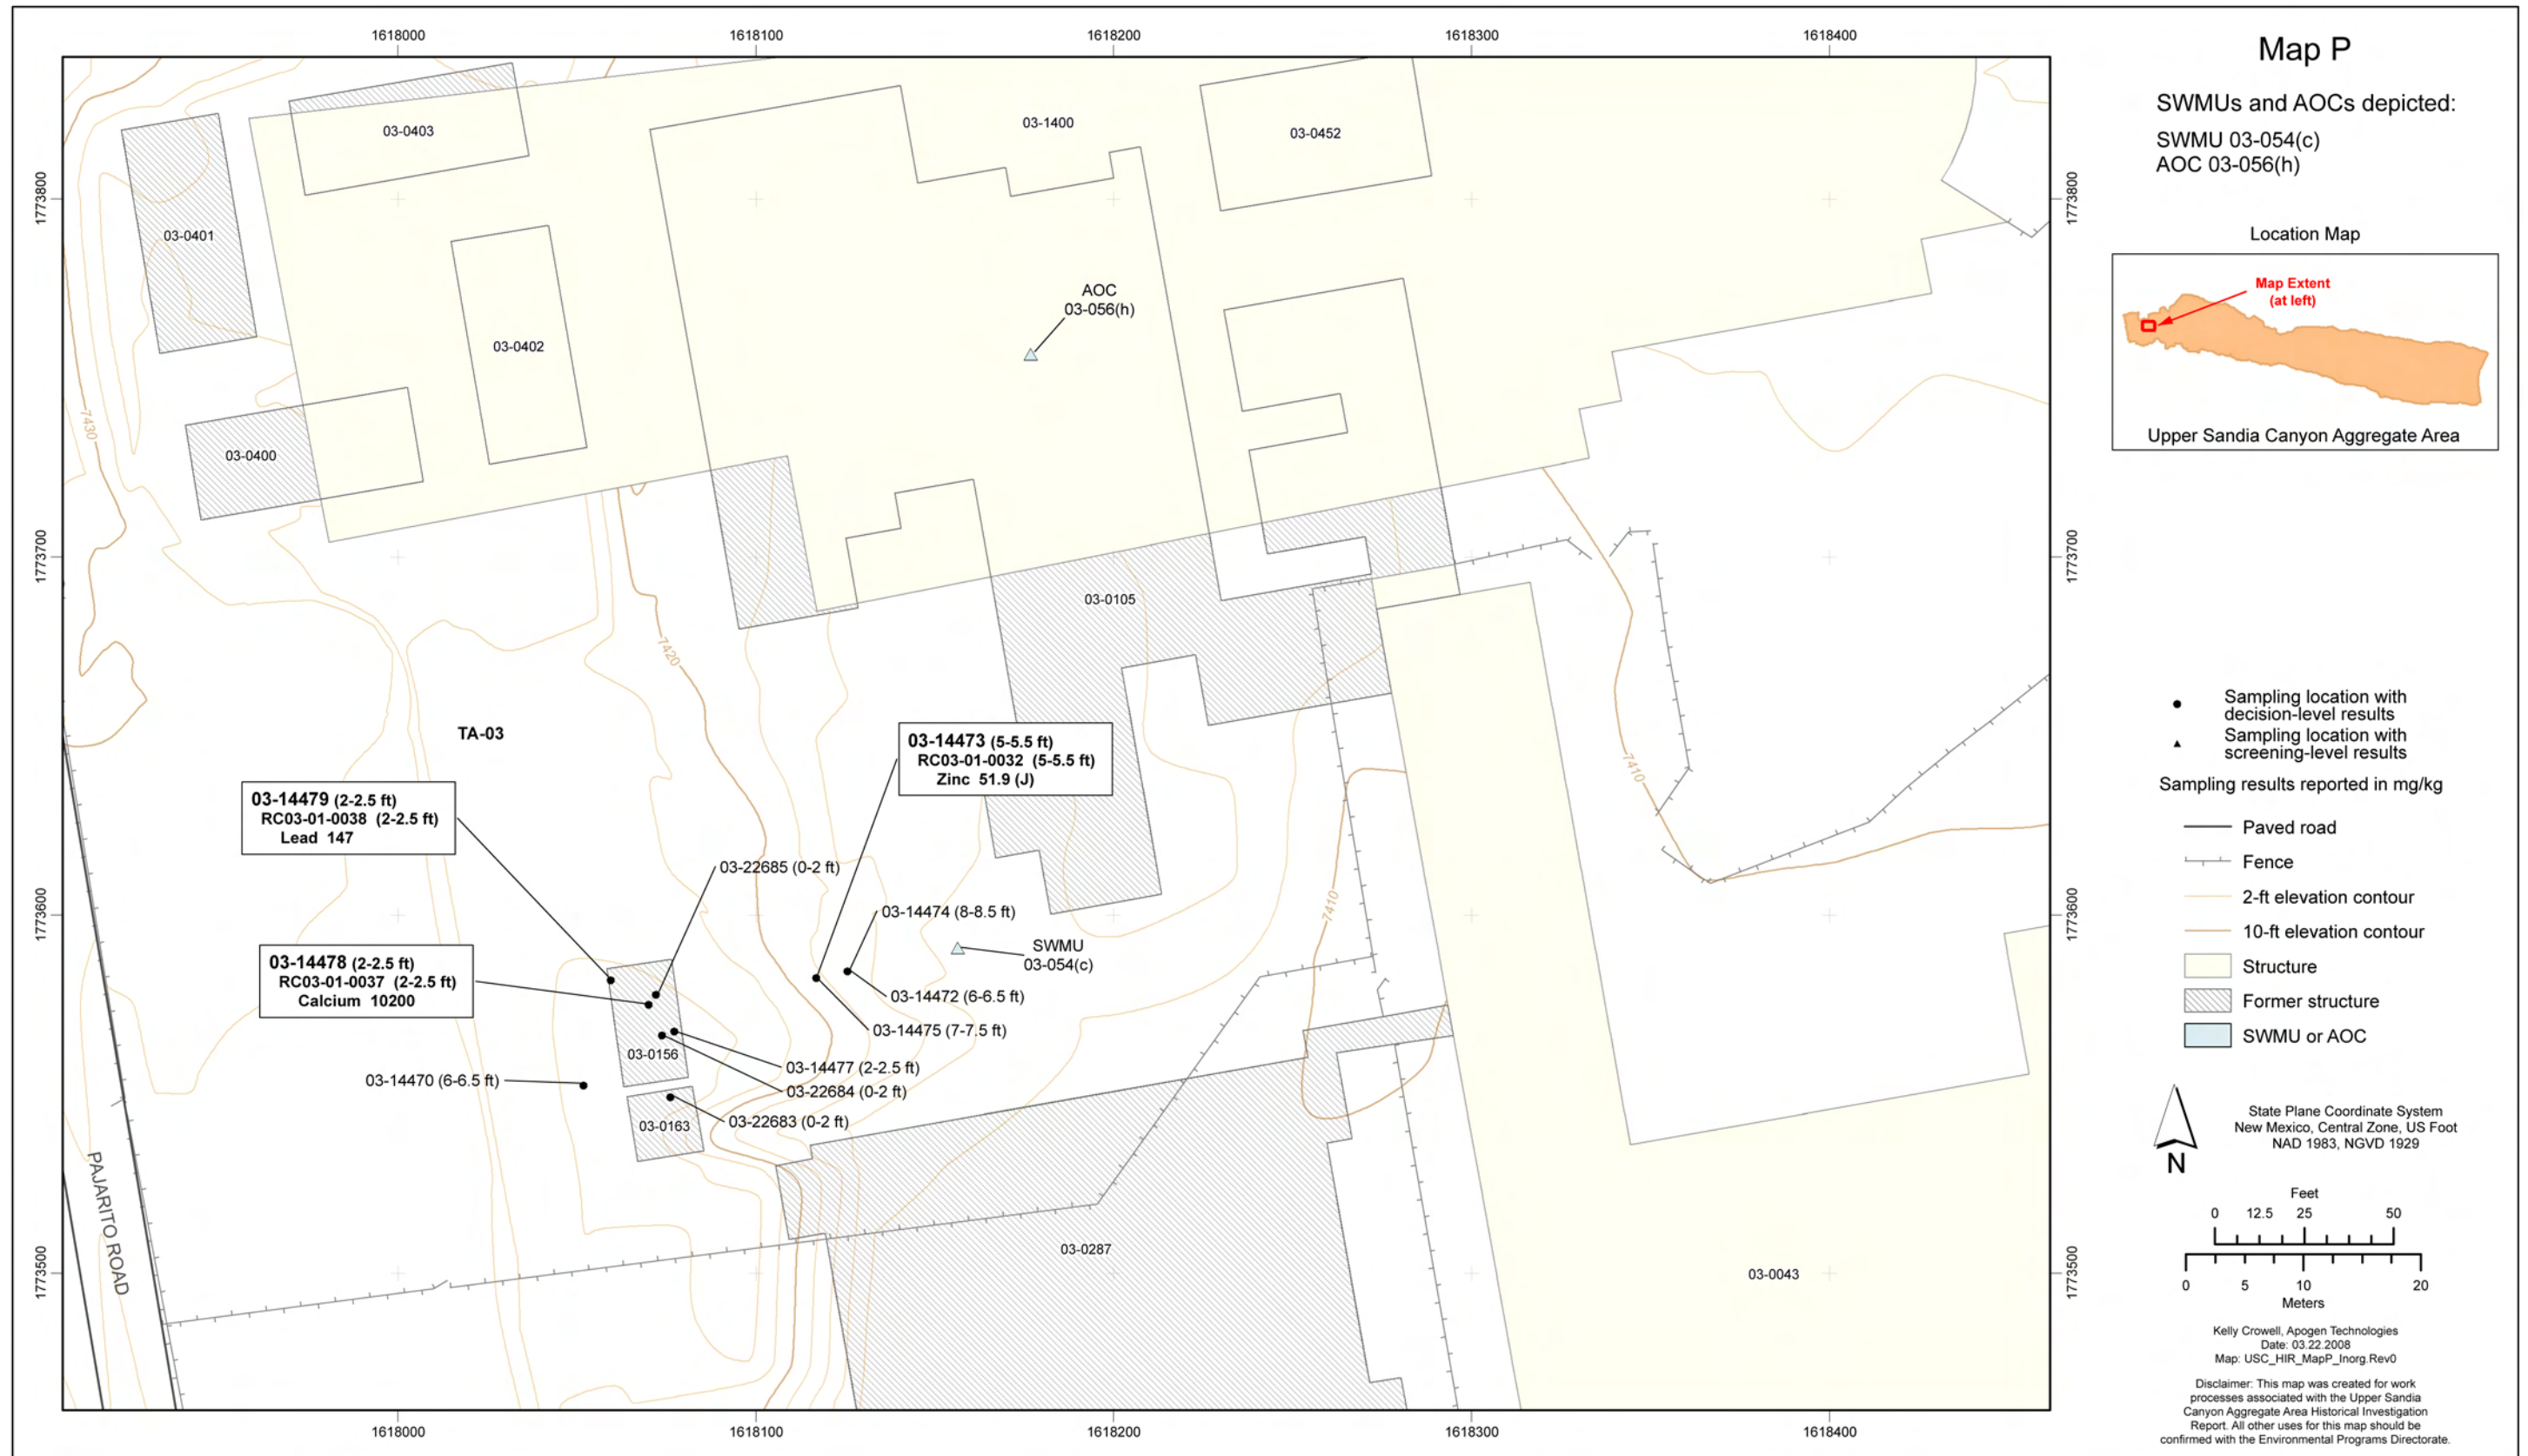 1618000
1618100
1618200
1618300
1618400
1773800
1773700
1773600
1773500
1773800
1773700
1773600
1773500
03-0403
03-1400
03-0452
03-0401
AOC
03-056(h)
03-0402
7430
03-0400
03-0105
7420
TA-03
03-14473 (5-5.5 ft)
RC03-01-0032 (5-5.5 ft)
Zinc 51.9 (J)
7410
03-14479 (2-2.5 ft)
RC03-01-0038 (2-2.5 ft)
Lead 147
03-22685 (0-2 ft)
03-14474 (8-8.5 ft)
7410
SWMU
03-054(c)
03-14478 (2-2.5 ft)
RC03-01-0037 (2-2.5 ft)
Calcium 10200
03-14472 (6-6.5 ft)
03-14475 (7-7.5 ft)
03-0156
03-14477 (2-2.5 ft)
03-14470 (6-6.5 ft)
03-22684 (0-2 ft)
03-0163
03-22683 (0-2 ft)
PAJARITO ROAD
03-0287
03-0043
1618000
1618100
1618200
1618300
1618400
Map P
SWMUs and AOCs depicted:
SWMU 03-054(c)
AOC 03-056(h)
Location Map
Map Extent
(at left)
Upper Sandia Canyon Aggregate Area
Sampling location with
decision-level results
Sampling location with
screening-level results
Sampling results reported in mg/kg
Paved road
Fence
2-ft elevation contour
10-ft elevation contour
Structure
Former structure
SWMU or AOC
N
State Plane Coordinate System
New Mexico, Central Zone, US Foot
NAD 1983, NGVD 1929
Feet
0 12.5 25 50
0 5 10 20
Meters
Kelly Crowell, Apogen Technologies
Date: 03.22.2008
Map: USC_HIR_MapP_Inorg.Rev0
Disclaimer: This map was created for work
processes associated with the Upper Sandia
Canyon Aggregate Area Historical Investigation
Report. All other uses for this map should be
confirmed with the Environmental Programs Directorate.